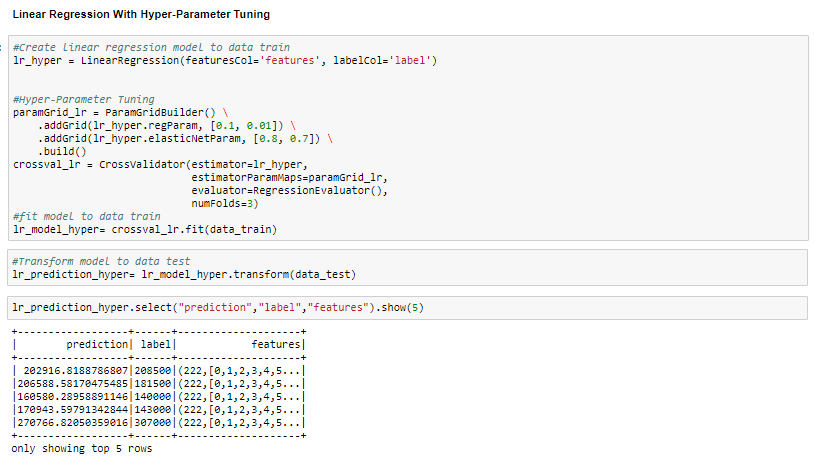 Linear Regression With Hyper-Parameter Tuning
#Create linear regression model to data train
lr_hyper = LinearRegression(featuresCol='features', labelCol='label')
#Hyper-Parameter Tuning
paramGrid_lr = ParamGridBuilder() \
.addGrid(lr_hyper.regParam, [0.1, 0.01]) \
.addGrid(lr_hyper.elasticNetParam, [0.8, 0.7]) \
.build()
crossval_lr = CrossValidator(estimator=lr_hyper,
estimatorParamMaps=paramGrid_lr,
evaluator=RegressionEvaluator(),
numFolds=3)
#fit model to data train
lr_model_hyper= crossval_lr.fit(data_train)
#Transform model to data test
lr_prediction_hyper= lr_model_hyper.transform(data_test)
lr_prediction_hyper.select("prediction","label","features").show(5)
+------------------+------+--------------------+
|        prediction| label|            features|
+------------------+------+--------------------+
| 202916.8188786807|208500|(222,[0,1,2,3,4,5...|
|206588.58170475485|181500|(222,[0,1,2,3,4,5...|
|160580.28958891146|140000|(222,[0,1,2,3,4,5...|
|170943.59791342844|143000|(222,[0,1,2,3,4,5...|
|270766.82050359016|307000|(222,[0,1,2,3,4,5...|
+------------------+------+--------------------+
only showing top 5 rows